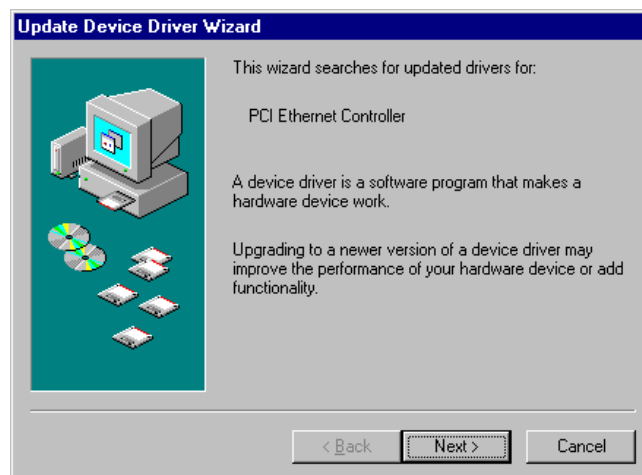 Update Device Driver Wizard
This wizard searches for updated drivers for:
PCI Ethernet Controller
A device driver is a software program that makes a
hardware device work.
Upgrading to a newer version of a device driver may
improve the performance of your hardware device or add
functionality.
< Back
Next >
Cancel